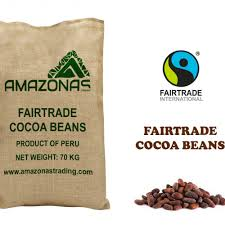 AMAZONAS
FAIRTRADE
COCOA BEANS
PRODUCT OF PERU
NET WEIGHT: 70 KG
www.amazonastrading.com
®
FAIRTRADE
INTERNATIONAL
FAIRTRADE
COCOA BEANS